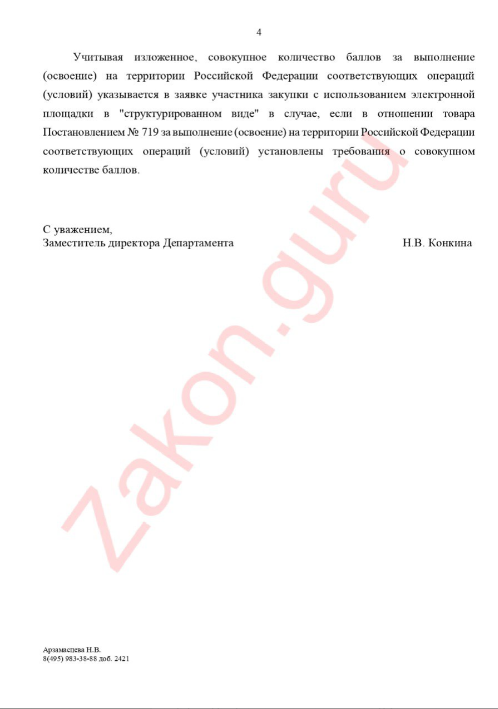 4
Учитывая изложенное, совокупное количество баллов за выполнение
(освоение) на территории Российской Федерации соответствующих операций
(условий) указывается в заявке участника закупки с использованием электронной
площадки в "структурированном виде" в случае, если в отношении товара
Постановлением № 719 за выполнение (освоение) на территории Российской Федерации
соответствующих операций (условий) установлены требования о совокупном
количестве баллов.
С уважением,
Заместитель директора Департамента Н.В. Конкина
Zakon.guru
Арзамасцева Н.В.
8(495) 983-38-88 доб. 2421